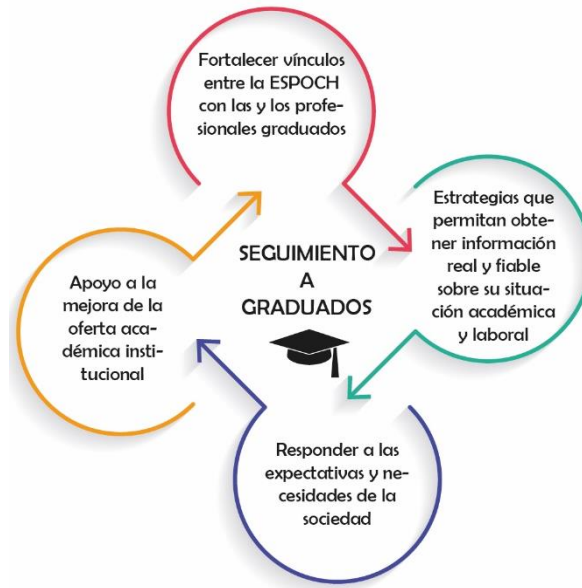 Fortalecer vínculos
entre la ESPOCH
con las y los profe-
sionales graduados
Estrategias que
permitan obte-
ner información
real y fiable
sobre su situa-
ción académica
y laboral
SEGUIMIENTO
A
GRADUADOS
Apoyo a la
mejora de la
oferta aca-
démica insti-
tucional
Responder a las
expectativas y ne-
cesidades de la
sociedad